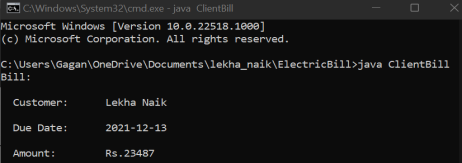 C:\Windows\System32\cmd.exe - java ClientBill
Microsoft Windows [Version 10.0.22518.1000]
(c) Microsoft Corporation. All rights reserved.
C:\Users\Gagan\OneDrive\Documents\lekha_naik\ElectricBill>java ClientBill
Bill:
Customer: Lekha Naik
Due Date: 2021-12-13
Amount: Rs.23487